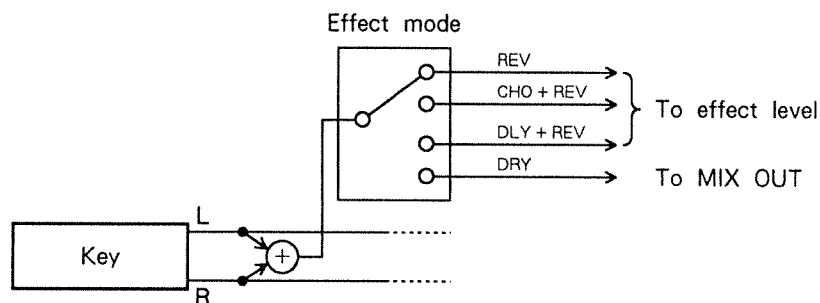 Effect mode
REV
CHO + REV
DLY + REV
DRY
To effect level
To MIX OUT
L
Key
+
R